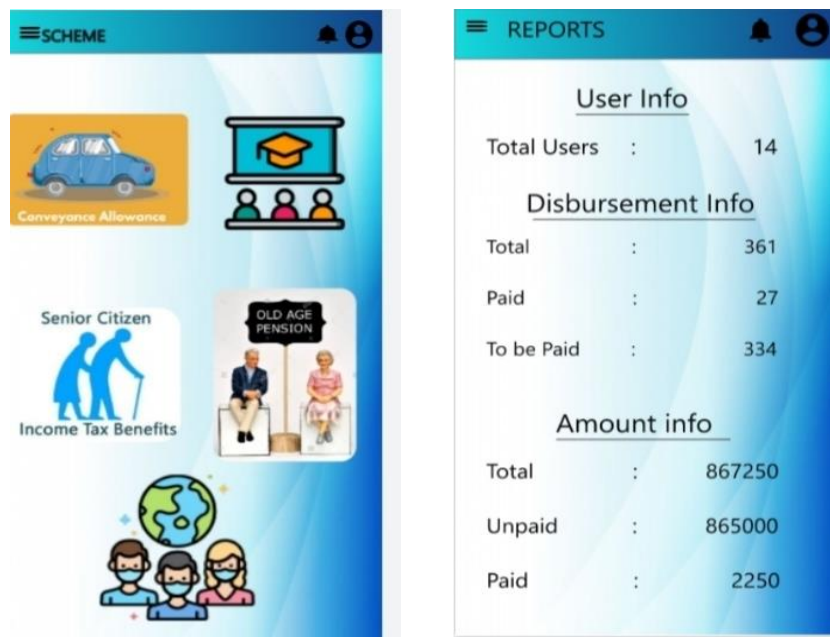 SCHEME
Conveyance Allowance
Senior Citizen
Income Tax Benefits
OLD AGE
PENSION
REPORTS
User Info
Total Users : 14
Disbursement Info
Total : 361
Paid : 27
To be Paid : 334
Amount info
Total : 867250
Unpaid : 865000
Paid : 2250